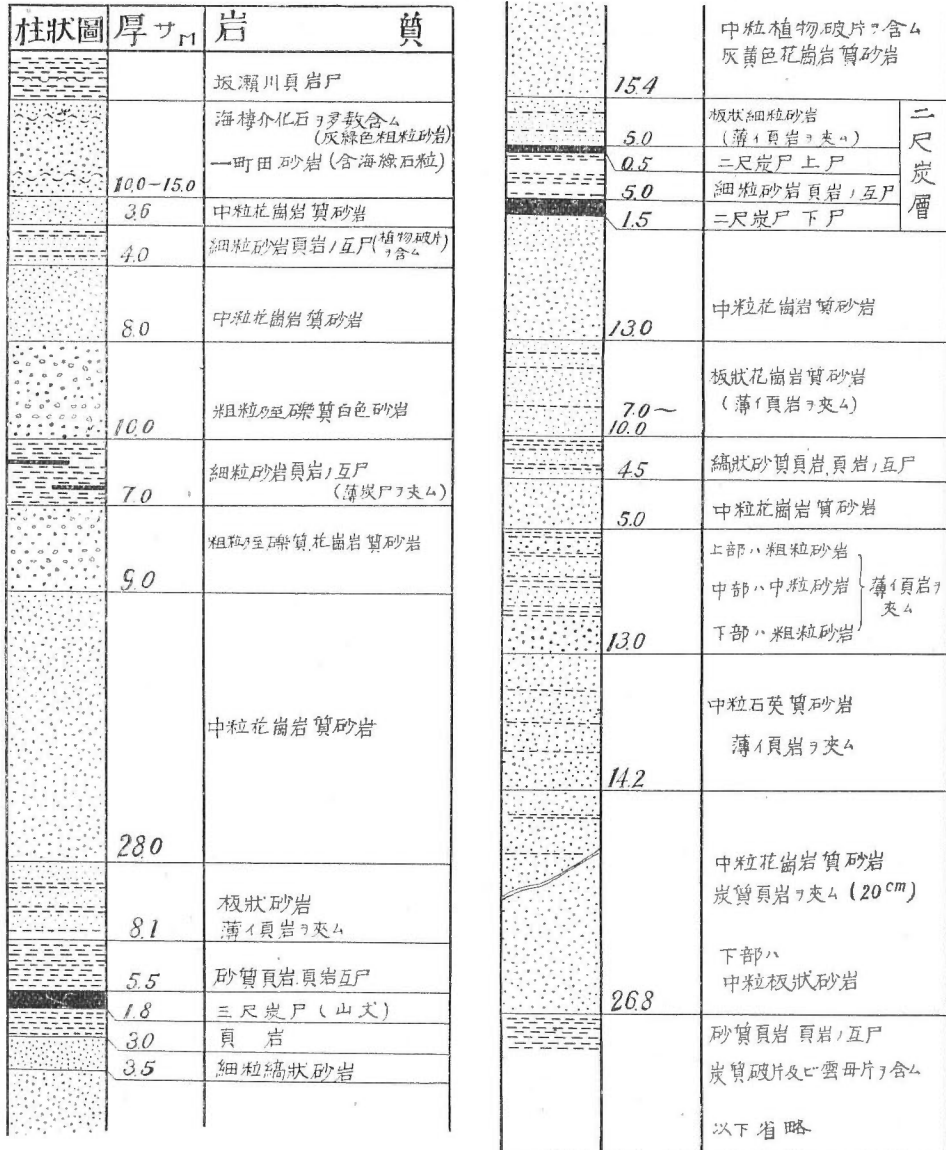 柱狀圖 厚サM 岩質
坂瀨川頁岩尸
海棲介化石ヲ多数含ム
(灰綠色粗粒砂岩)
一町田砂岩(含海綠石粒)
10.0-15.0
3.6 中粒花崗岩質砂岩
4.0 細粒砂岩頁岩ノ互尸(植物破片ヲ含ム)
8.0 中粒花崗岩質砂岩
10.0 粗粒乃至礫質白色砂岩
細粒砂岩頁岩ノ互尸
7.0 (薄炭尸ヲ夾ム)
粗粒乃至礫質花崗岩質砂岩
9.0
中粒花崗岩質砂岩
28.0
板狀砂岩
8.1 薄イ頁岩ヲ夾ム
5.5 砂質頁岩頁岩互尸
1.8 三尺炭尸(山丈)
3.0 頁岩
3.5 細粒縞狀砂岩
中粒植物破片ヲ含ム
灰黄色花崗岩質砂岩
15.4
板狀細粒砂岩
5.0 (薄イ頁岩ヲ夾ム)
0.5 二尺炭尸上尸
5.0 細粒砂岩頁岩ノ互尸
1.5 二尺炭尸下尸
二尺炭層
13.0 中粒花崗岩質砂岩
板狀花崗岩質砂岩
7.0~10.0 (薄イ頁岩ヲ夾ム)
4.5 縞狀砂質頁岩.頁岩ノ互尸
5.0 中粒花崗岩質砂岩
上部ハ粗粒砂岩
中部ハ中粒砂岩
薄イ頁岩ヲ夾ム
13.0 下部ハ粗粒砂岩
中粒石英質砂岩
薄イ頁岩ヲ夾ム
14.2
中粒花崗岩質砂岩
炭質頁岩ヲ夾ム(20cm)
下部ハ
中粒板狀砂岩
26.8
砂質頁岩 頁岩ノ互尸
炭質破片及ビ雲母片ヲ含ム
以下省略